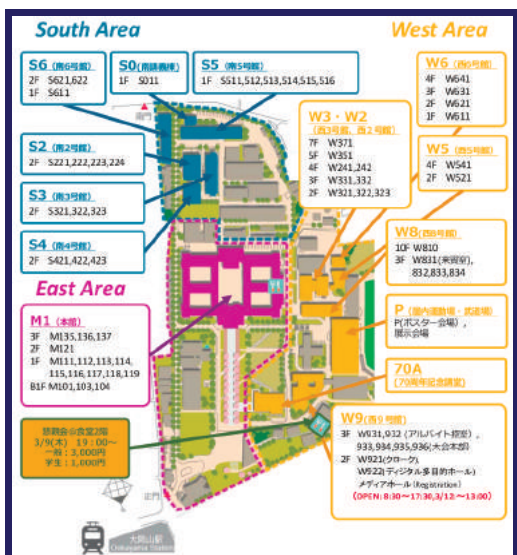 South Area
West Area
S6 (南6号館)
2F S621,622
1F S611
S0 (南講義棟)
1F S011
S5 (南5号館)
1F S511,512,513,514,515,516
W6 (西6号館)
4F W641
3F W631
2F W621
1F W611
W3・W2
(西3号館、西2号館)
7F W371
5F W351
4F W241,242
3F W331,332
2F W321,322,323
W5 (西5号館)
4F W541
2F W521
S2 (南2号館)
2F S221,222,223,224
S3 (南3号館)
2F S321,322,323
S4 (南4号館)
2F S421,422,423
W8 (西8号館)
10F W810
3F W831(来賓室),
832,833,834
East Area
M1 (本館)
3F M135,136,137
2F M121
1F M111,112,113,114,
115,116,117,118,119
B1F M101,103,104
P (屋内運動場・武道場)
P(ポスター会場),
展示会場
70A
(70周年記念講堂)
懇親会@食堂2階
3/9(木) 19:00〜
一般:3,000円
学生:1,000円
W9 (西9号館)
3F W931,932 (アルバイト控室),
933,934,935,936(大会本部)
2F W921(クローク)
W922(ディジタル多目的ホール)
メディアホール(Registration)
(OPEN: 8:30〜17:30,3/12:〜13:00)
南門
正門
大岡山駅
Ookayama Station